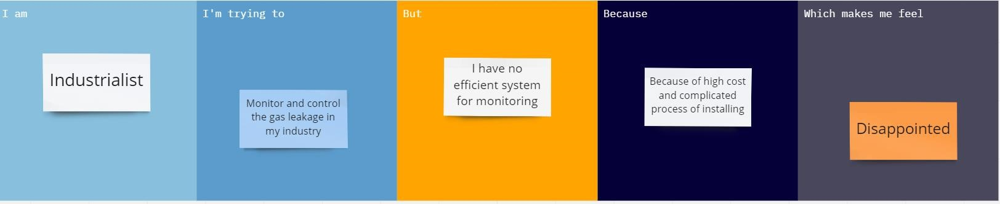 I am
Industrialist
I'm trying to
Monitor and control
the gas leakage in
my industry
But
I have no
efficient system
for monitoring
Because
Because of high cost
and complicated
process of installing
Which makes me feel
Disappointed